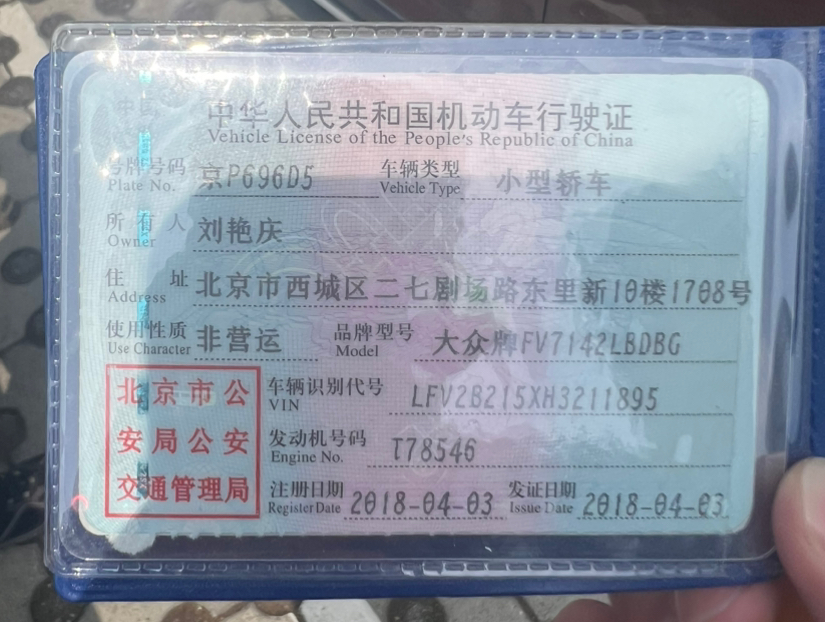 中华人民共和国机动车行驶证
Vehicle License of the People's Republic of China
号牌号码 京P696D5 车辆类型 小型轿车
Plate No. Vehicle Type
所有人 刘艳庆
Owner
住址 北京市西城区二七剧场路东里新10楼1708号
Address
使用性质 非营运 品牌型号 大众牌FV7142LBDBG
Use Character Model
北京市公
安局公安
交通管理局
车辆识别代号 LFV2B215XH3211895
VIN
发动机号码 T78546
Engine No.
注册日期 2018-04-03 发证日期 2018-04-03
Register Date Issue Date